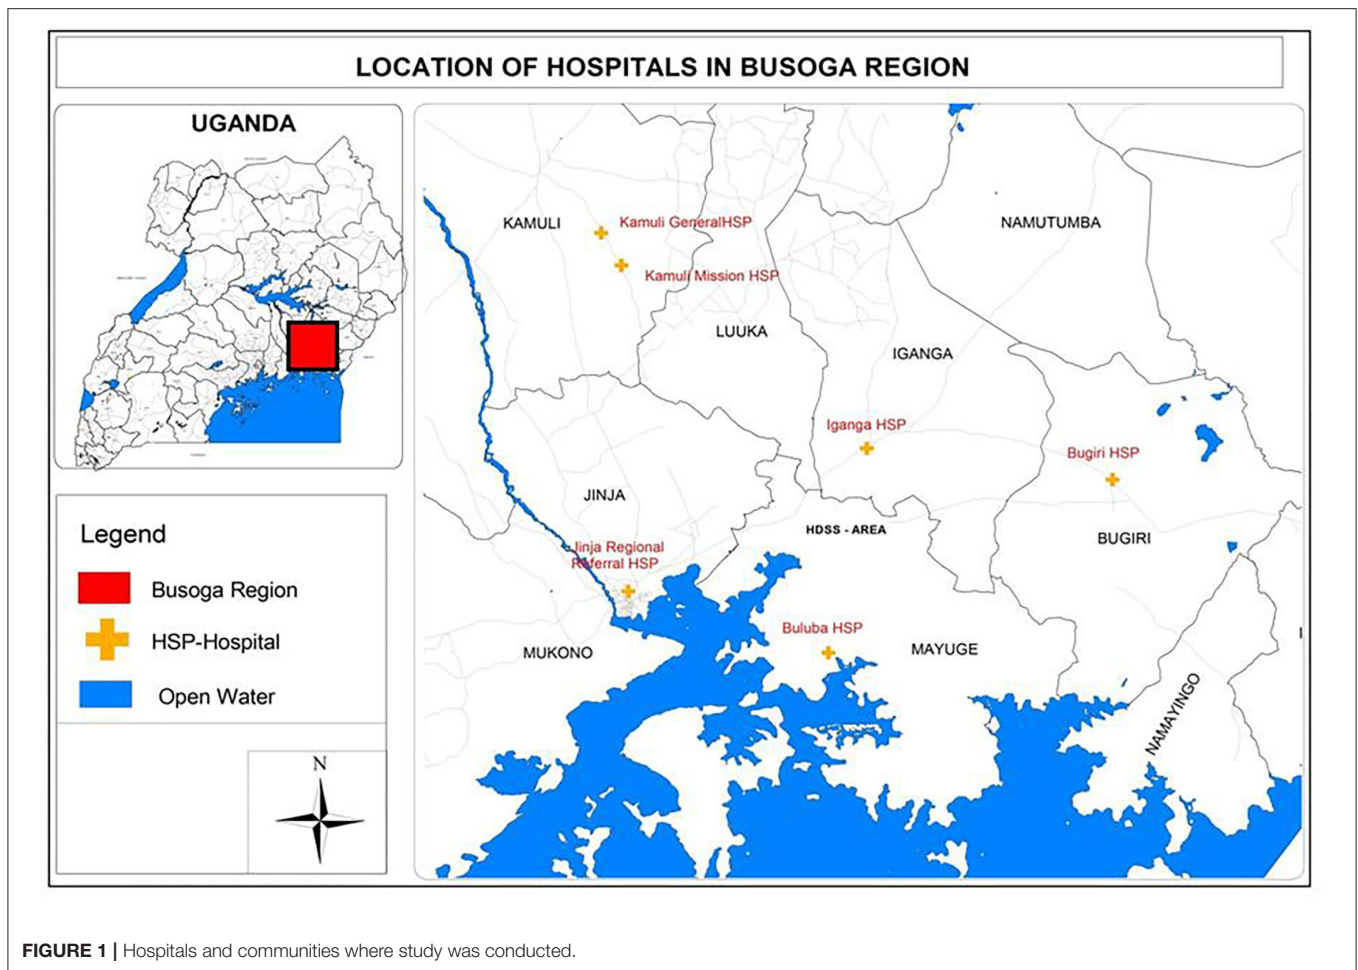 LOCATION OF HOSPITALS IN BUSOGA REGION
UGANDA
KAMULI
Kamuli GeneralHSP
NAMUTUMBA
Kamuli Mission HSP
LUUKA
IGANGA
Iganga HSP
Bugiri HSP
JINJA
HDSS - AREA
BUGIRI
Jinja Regional
Referral HSP
Buluba HSP
MUKONO
MAYUGE
NAMAYINGO
Legend
Busoga Region
HSP-Hospital
Open Water
N
FIGURE 1 | Hospitals and communities where study was conducted.